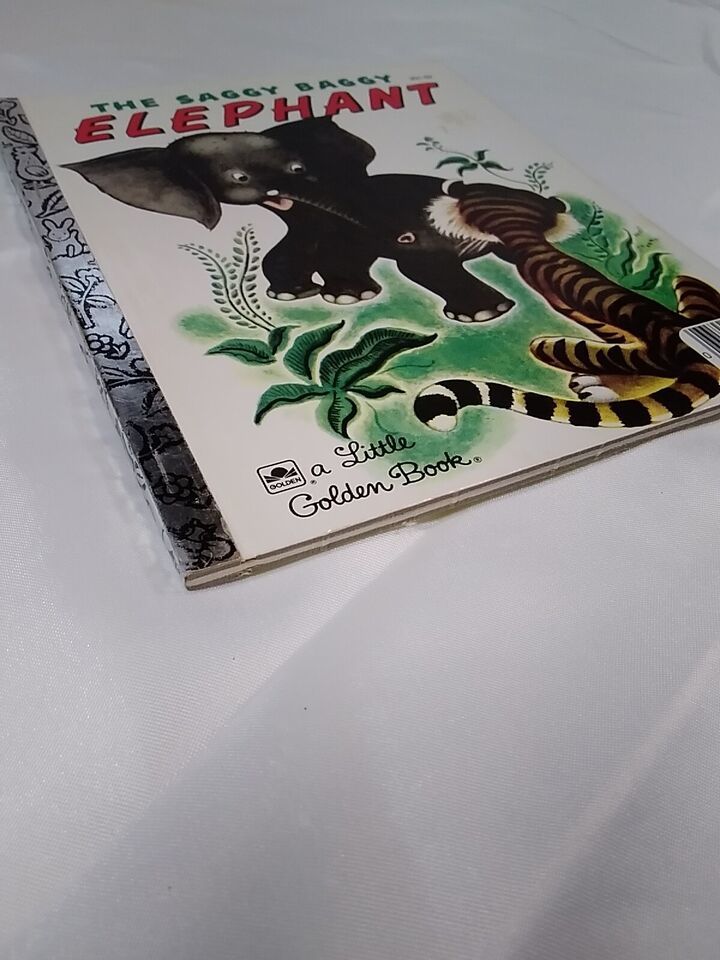 THE SAGGY BAGGY
ELEPHANT
GOLDEN
®
a Little
Golden Book®